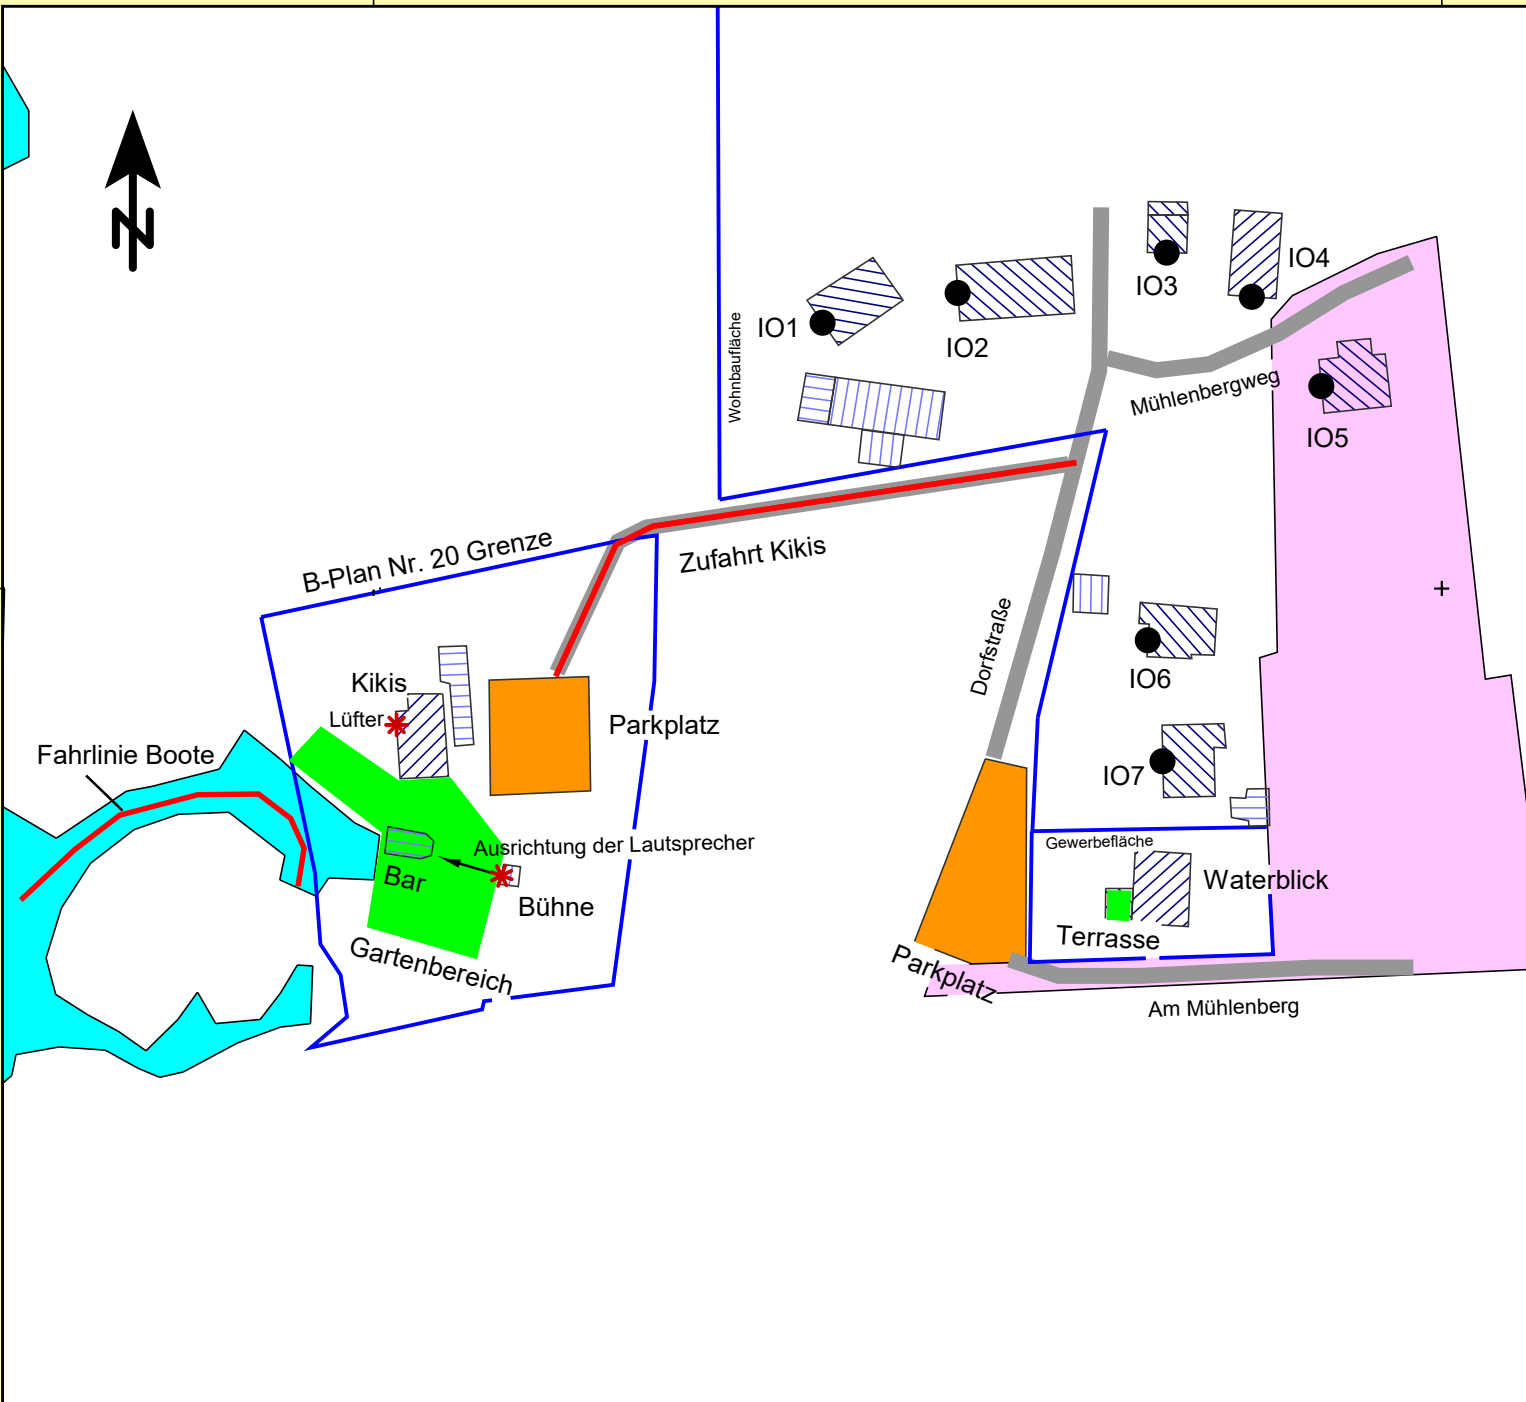 N
IO3
IO4
IO1
IO2
Wohnbaufläche
Mühlenbergweg
IO5
B-Plan Nr. 20 Grenze
Zufahrt Kikis
Dorfstraße
IO6
Kikis
Lüfter
Parkplatz
Fahrlinie Boote
IO7
Ausrichtung der Lautsprecher
Gewerbefläche
Bar
Bühne
Waterblick
Terrasse
Gartenbereich
Parkplatz
Am Mühlenberg